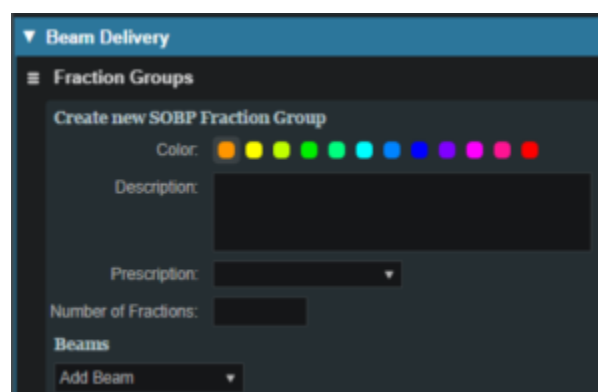 Beam Delivery
Fraction Groups
Create new SOBP Fraction Group
Color:
Description:
Prescription:
Number of Fractions:
Beams
Add Beam